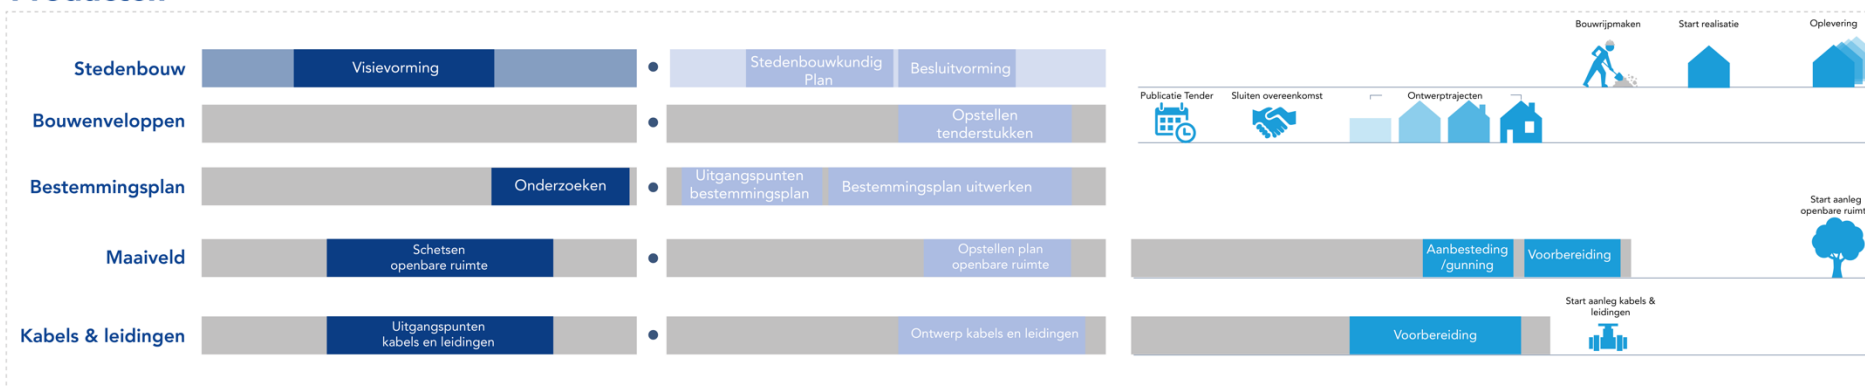 Bouwrijpmaken
Start realisatie
Oplevering
Stedenbouw
Visievorming
Stedenbouwkundig
Plan
Besluitvorming
Publicatie Tender
Sluiten overeenkomst
Ontwerptrajecten
Bouwenveloppen
Opstellen
tenderstukken
Bestemmingsplan
Onderzoeken
Uitgangspunten
bestemmingsplan
Bestemmingsplan uitwerken
Start aanleg
openbare ruimt
Maaiveld
Schetsen
openbare ruimte
Opstellen plan
openbare ruimte
Aanbesteding
/gunning
Voorbereiding
Start aanleg kabels &
leidingen
Kabels & leidingen
Uitgangspunten
kabels en leidingen
Ontwerp kabels en leidingen
Voorbereiding